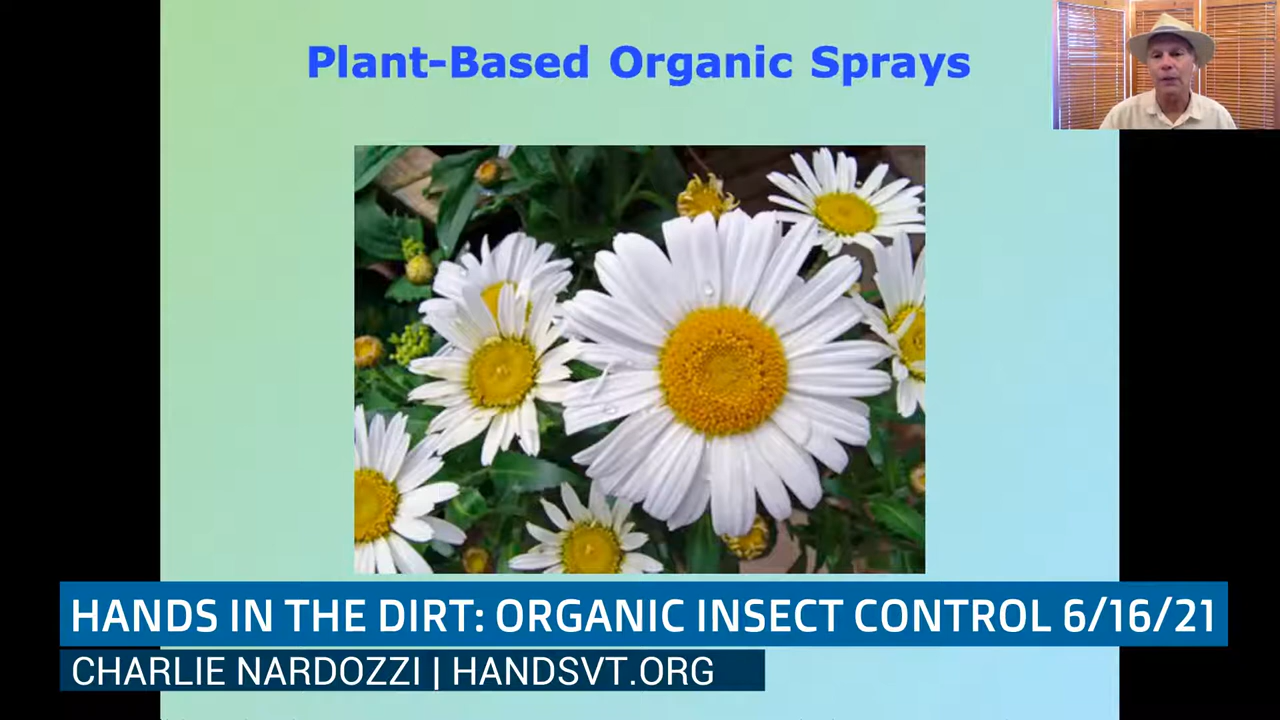 Plant-Based Organic Sprays
HANDS IN THE DIRT: ORGANIC INSECT CONTROL 6/16/21
CHARLIE NARDOZZI | HANDSVT.ORG